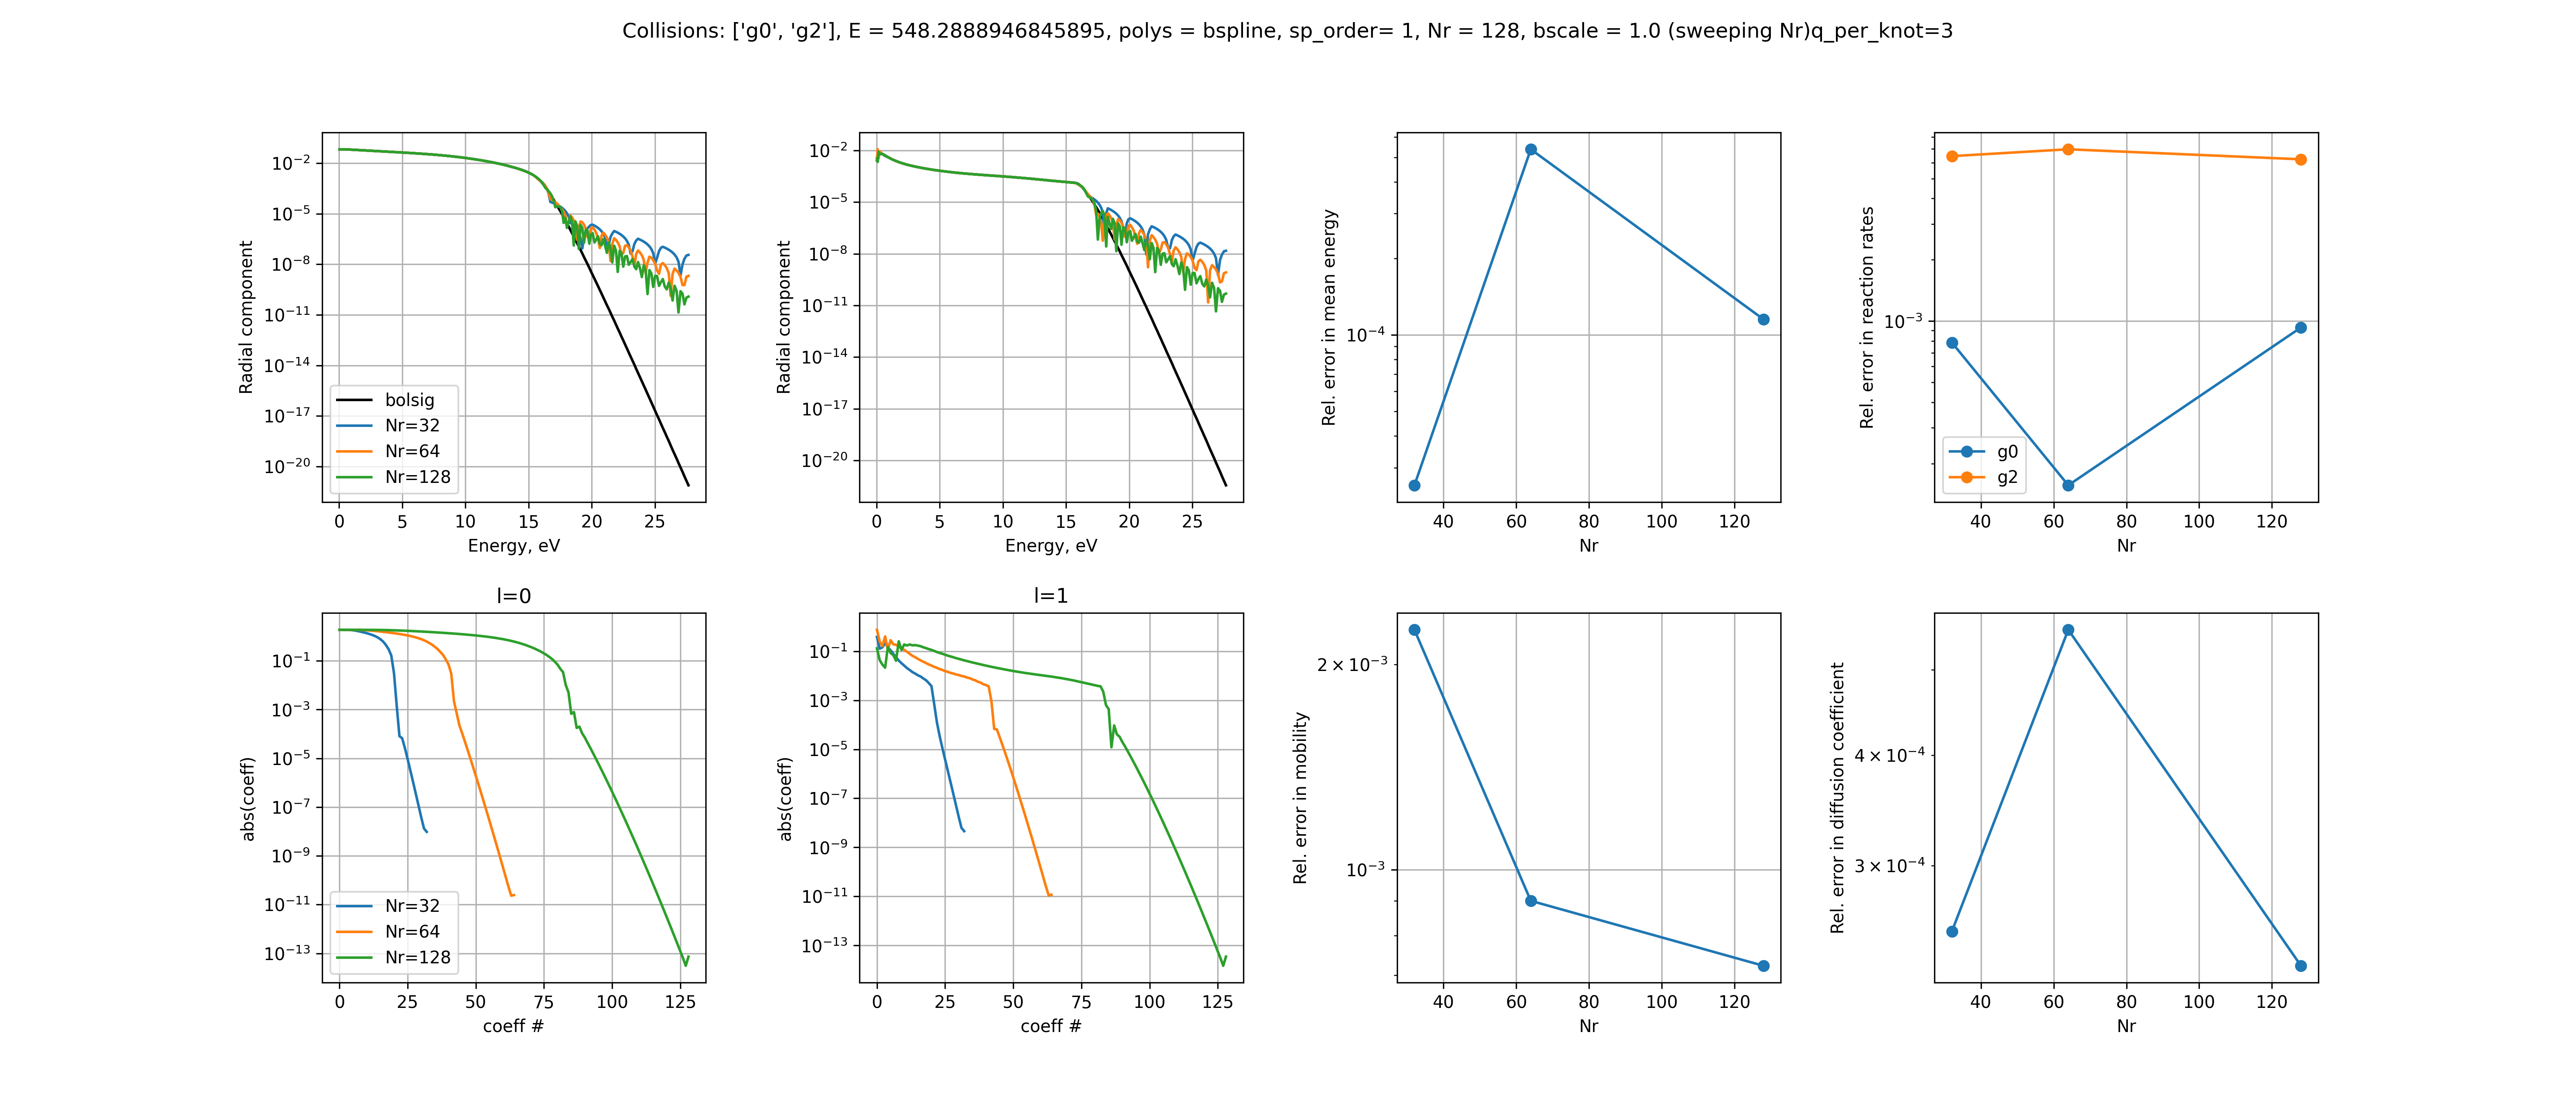 Collisions: ['g0', 'g2'], E = 548.2888946845895, polys = bspline, sp_order= 1, Nr = 128, bscale = 1.0 (sweeping Nr)q_per_knot=3
Radial component
10⁻²
10⁻⁵
10⁻⁸
10⁻¹¹
10⁻¹⁴
10⁻¹⁷
10⁻²⁰
bolsig
Nr=32
Nr=64
Nr=128
0 5 10 15 20 25
Energy, eV
Radial component
10⁻²
10⁻⁵
10⁻⁸
10⁻¹¹
10⁻¹⁴
10⁻¹⁷
10⁻²⁰
0 5 10 15 20 25
Energy, eV
Rel. error in mean energy
10⁻⁴
40 60 80 100 120
Nr
Rel. error in reaction rates
10⁻³
g0
g2
40 60 80 100 120
Nr
l=0
abs(coeff)
10⁻¹
10⁻³
10⁻⁵
10⁻⁷
10⁻⁹
10⁻¹¹
10⁻¹³
Nr=32
Nr=64
Nr=128
0 25 50 75 100 125
coeff #
l=1
abs(coeff)
10⁻¹
10⁻³
10⁻⁵
10⁻⁷
10⁻⁹
10⁻¹¹
10⁻¹³
0 25 50 75 100 125
coeff #
Rel. error in mobility
2 × 10⁻³
10⁻³
40 60 80 100 120
Nr
Rel. error in diffusion coefficient
4 × 10⁻⁴
3 × 10⁻⁴
40 60 80 100 120
Nr